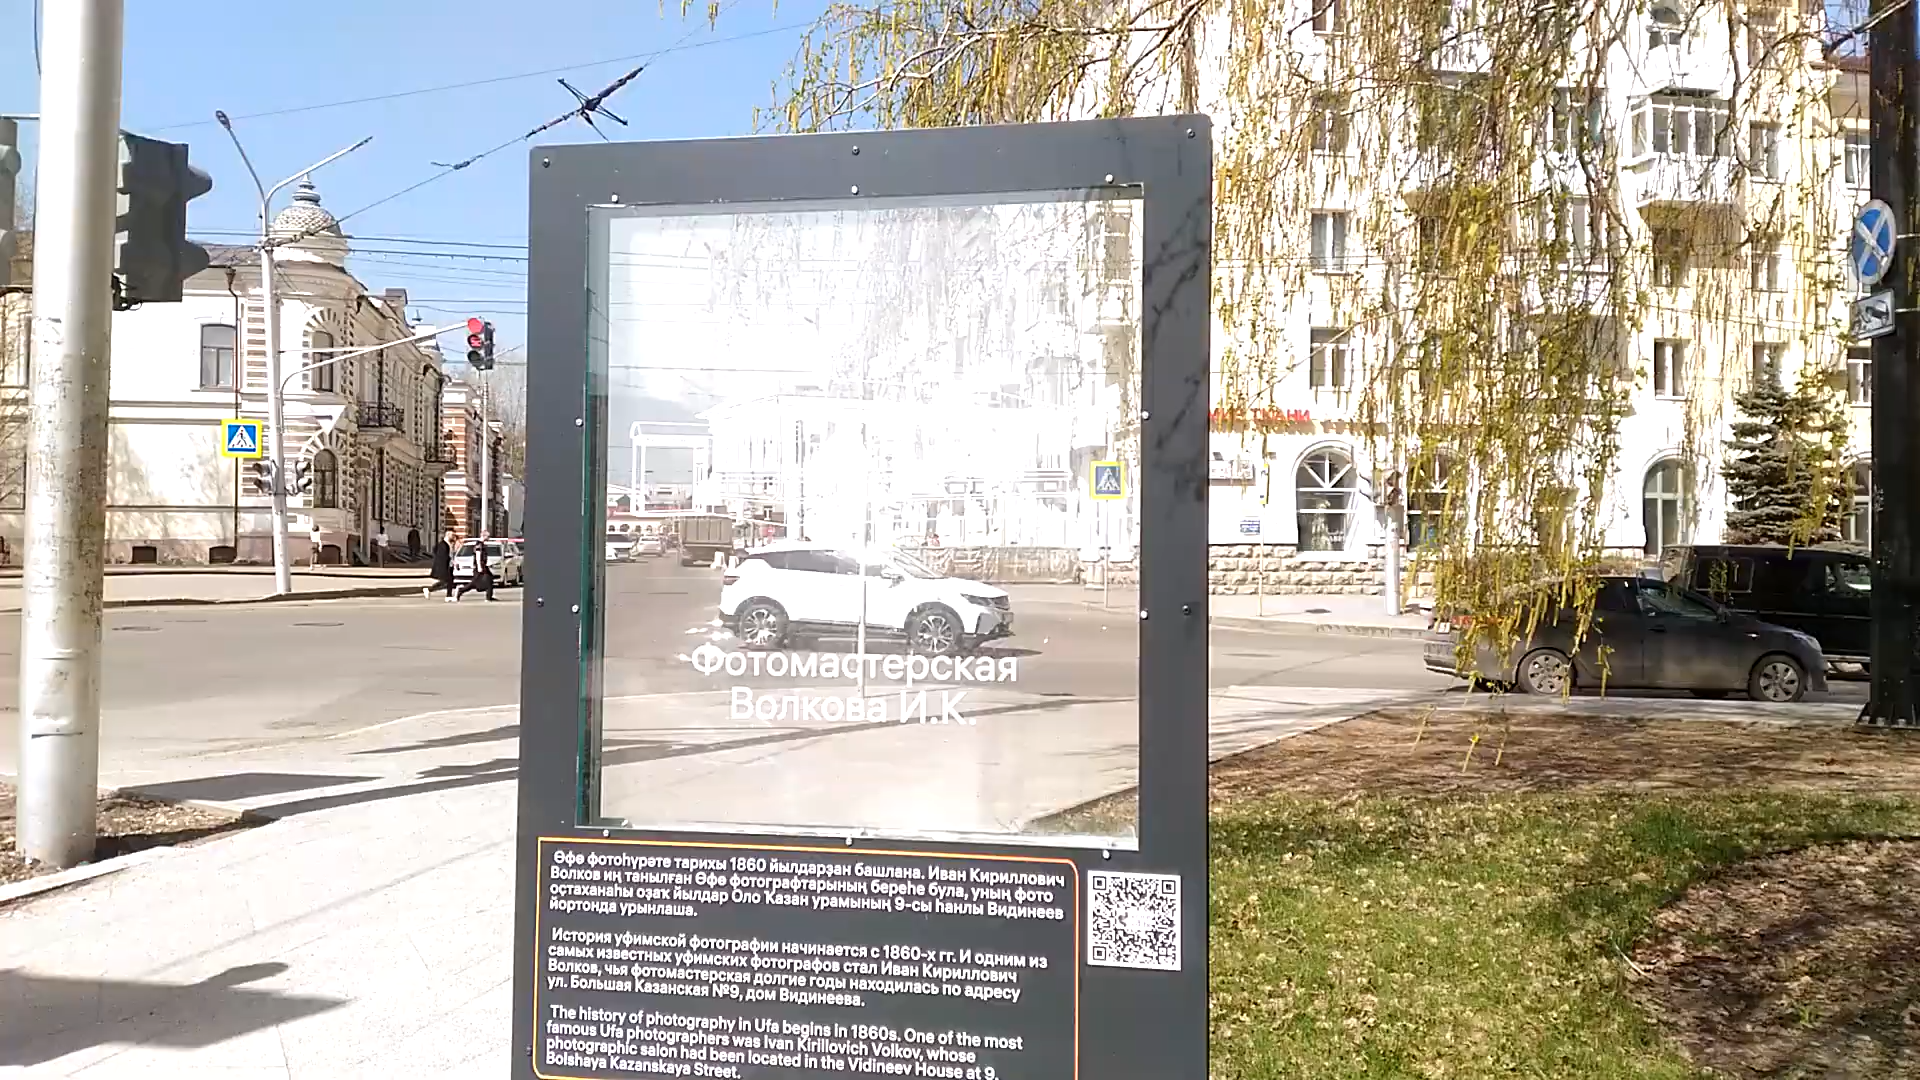 МИР ТКАНИ
Фотомастерская
Волкова И.К.
Өфө фотоһүрәте тарихы 1860 йылдарҙан башлана. Иван Кириллович
Волков иң танылған Өфө фотографтарының береһе була, уның фото
оҫтаханаһы оҙаҡ йылдар Оло Ҡазан урамының 9-сы һанлы Видинеев
йортонда урынлаша.
История уфимской фотографии начинается с 1860-х гг. И одним из
самых известных уфимских фотографов стал Иван Кириллович
Волков, чья фотомастерская долгие годы находилась по адресу
ул. Большая Казанская №9, дом Видинеева.
The history of photography in Ufa begins in 1860s. One of the most
famous Ufa photographers was Ivan Kirillovich Volkov, whose
photographic salon had been located in the Vidineev House at 9,
Bolshaya Kazanskaya Street.